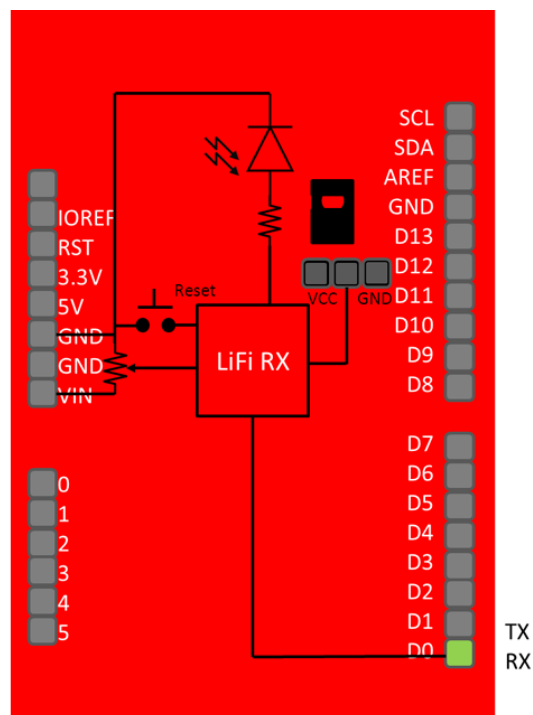 SCL
SDA
AREF
GND
D13
D12
D11
D10
D9
D8
IOREF
RST
3.3V
5V
GND
GND
VIN
Reset
VCC GND
LiFi RX
0
1
2
3
4
5
D7
D6
D5
D4
D3
D2
D1
D0
TX
RX